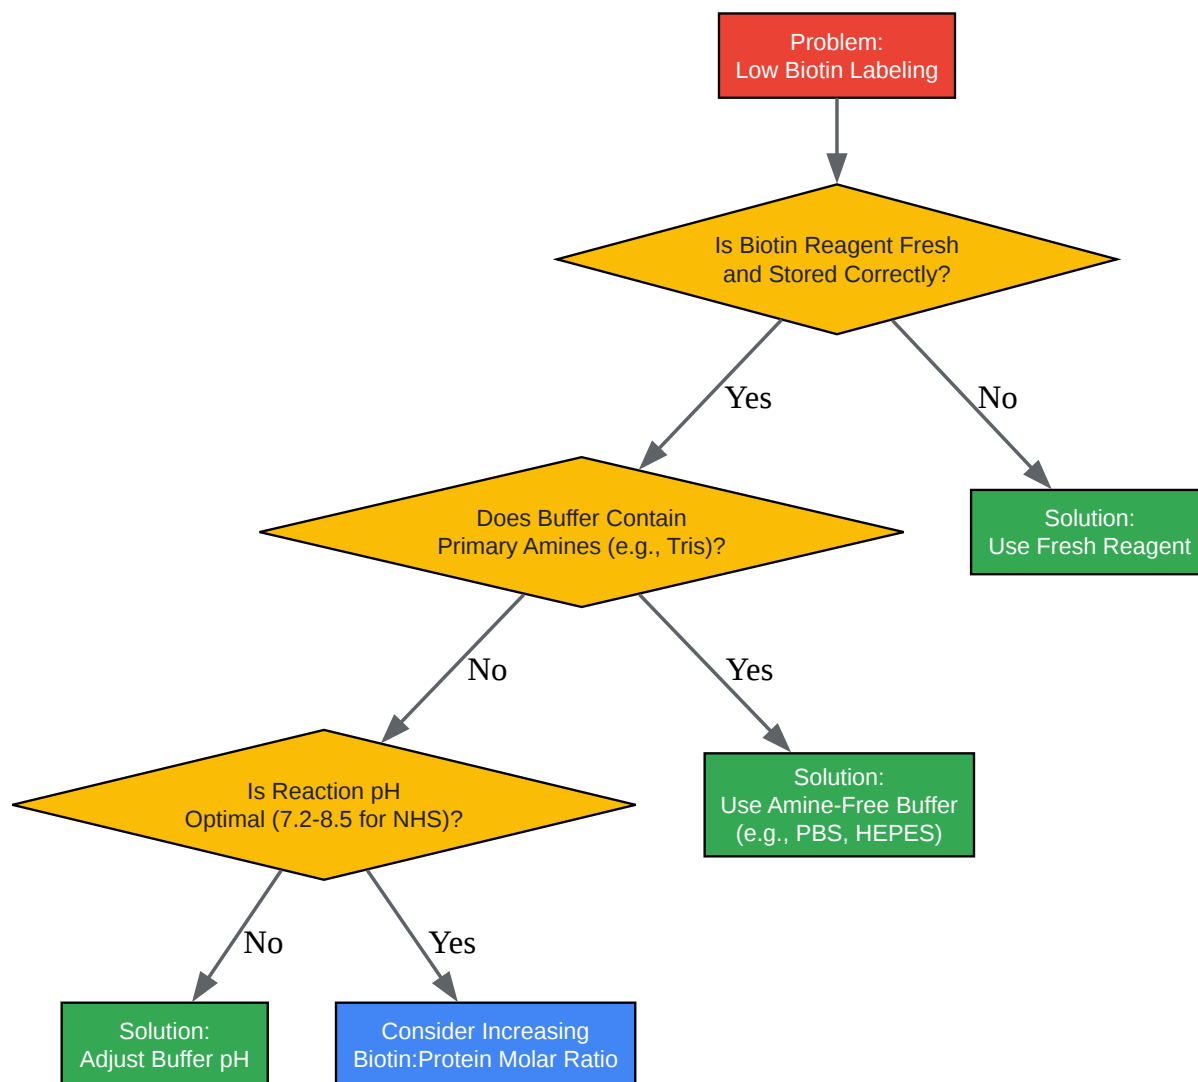 Problem:
Low Biotin Labeling
Is Biotin Reagent Fresh
and Stored Correctly?
Yes
No
Does Buffer Contain
Primary Amines (e.g., Tris)?
Solution:
Use Fresh Reagent
No
Yes
Is Reaction pH
Optimal (7.2-8.5 for NHS)?
Solution:
Use Amine-Free Buffer
(e.g., PBS, HEPES)
No
Yes
Solution:
Adjust Buffer pH
Consider Increasing
Biotin:Protein Molar Ratio